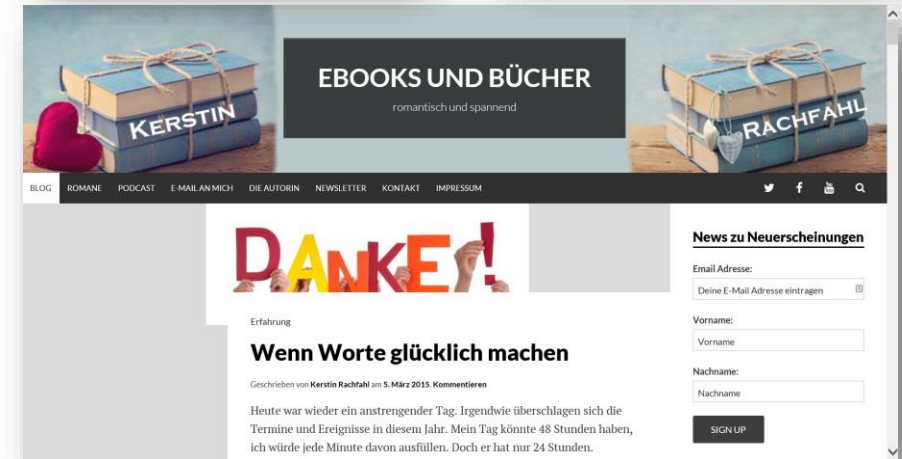 KERSTIN
EBOOKS UND BÜCHER
romantisch und spannend
RACHFAHL
BLOG ROMANE PODCAST E-MAIL AN MICH DIE AUTORIN NEWSLETTER KONTAKT IMPRESSUM
DANKE!
Erfahrung
Wenn Worte glücklich machen
Geschrieben von Kerstin Rachfahl am 5. März 2015. Kommentieren
Heute war wieder ein anstrengender Tag. Irgendwie überschlagen sich die
Termine und Ereignisse in diesem Jahr. Mein Tag könnte 48 Stunden haben,
ich würde jede Minute davon ausfüllen. Doch er hat nur 24 Stunden.
News zu Neuerscheinungen
Email Adresse:
Deine E-Mail Adresse eintragen
Vorname:
Vorname
Nachname:
Nachname
SIGN UP